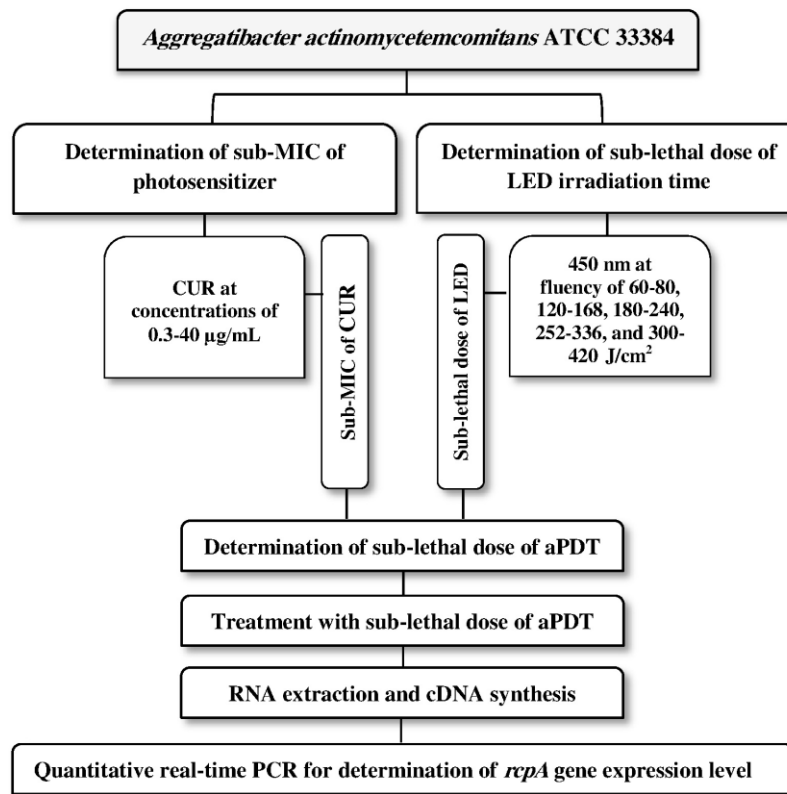 Aggregatibacter actinomycetemcomitans ATCC 33384
Determination of sub-MIC of
photosensitizer
Determination of sub-lethal dose of
LED irradiation time
CUR at
concentrations of
0.3-40 µg/mL
Sub-MIC of CUR
Sub-lethal dose of LED
450 nm at
fluency of 60-80,
120-168, 180-240,
252-336, and 300-
420 J/cm²
Determination of sub-lethal dose of aPDT
Treatment with sub-lethal dose of aPDT
RNA extraction and cDNA synthesis
Quantitative real-time PCR for determination of rcpA gene expression level